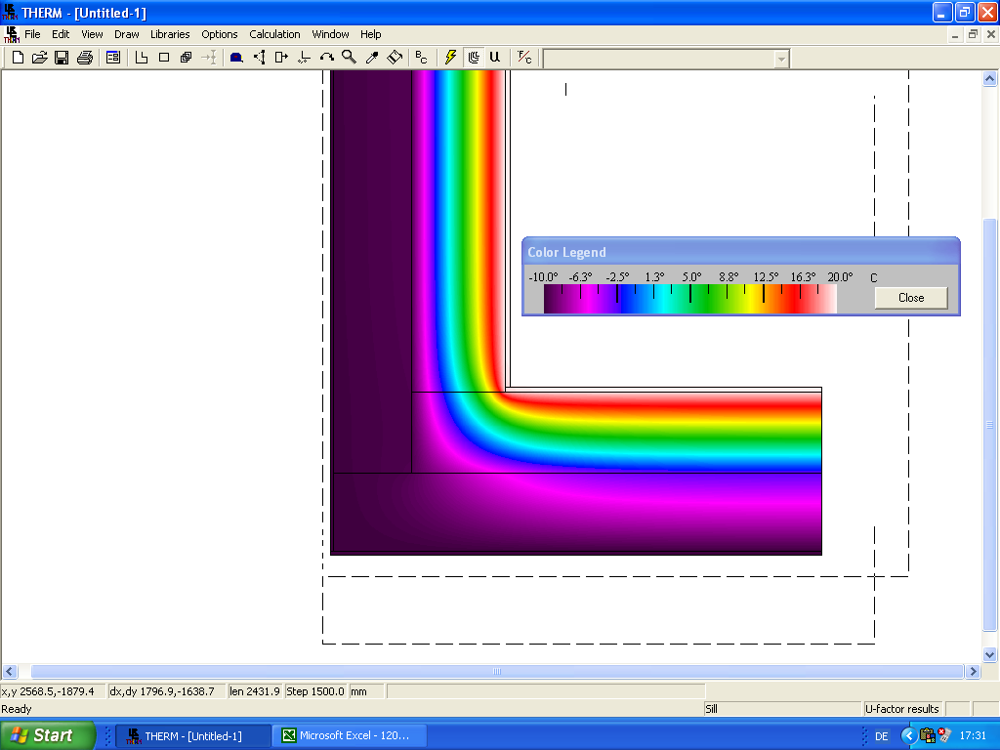 THERM - [Untitled-1]
File Edit View Draw Libraries Options Calculation Window Help
Color Legend
-10.0° -6.3° -2.5° 1.3° 5.0° 8.8° 12.5° 16.3° 20.0° C
Close
x,y 2568.5,-1879.4 dx,dy 1796.9,-1638.7 len 2431.9 Step 1500.0 mm
Ready Sill U-factor results
Start THERM - [Untitled-1] Microsoft Excel - 120... DE 17:31